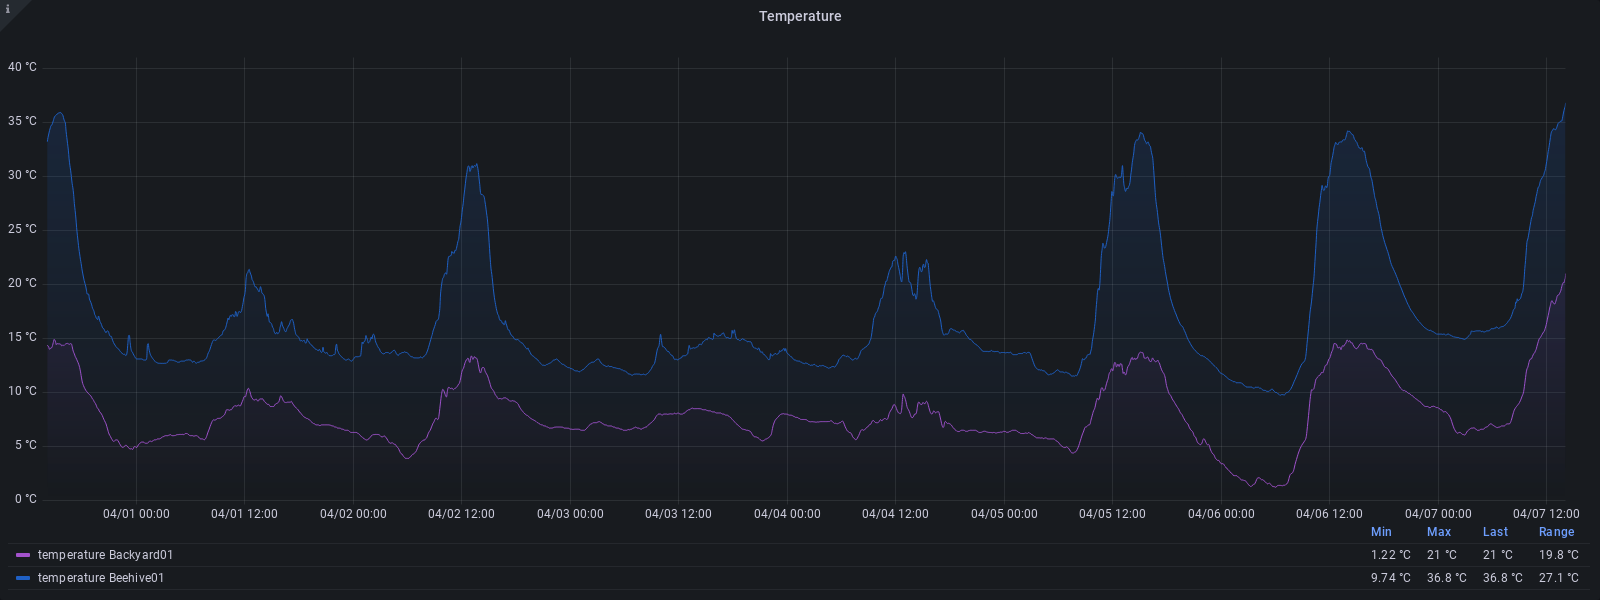 i
Temperature
40 °C
35 °C
30 °C
25 °C
20 °C
15 °C
10 °C
5 °C
0 °C
04/01 00:00 04/01 12:00 04/02 00:00 04/02 12:00 04/03 00:00 04/03 12:00 04/04 00:00 04/04 12:00 04/05 00:00 04/05 12:00 04/06 00:00 04/06 12:00 04/07 00:00 04/07 12:00
Min Max Last Range
temperature Backyard01 1.22 °C 21 °C 21 °C 19.8 °C
temperature Beehive01 9.74 °C 36.8 °C 36.8 °C 27.1 °C